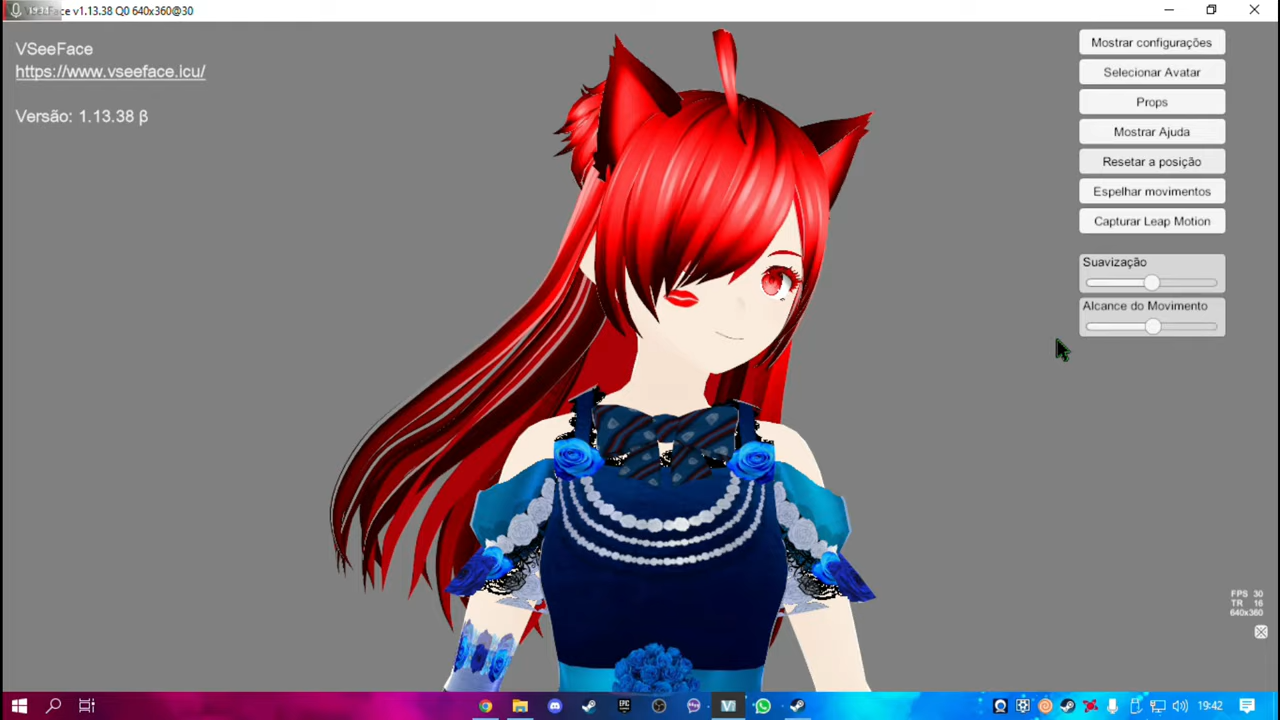 face v1.13.38 Q0 640x360@30
VSeeFace
https://www.vseeface.icu/
Versão: 1.13.38 β
Mostrar configurações
Selecionar Avatar
Props
Mostrar Ajuda
Resetar a posição
Espelhar movimentos
Capturar Leap Motion
Suavização
Alcance do Movimento
FPS 30
TR 16
640x360
EPIC
19:42